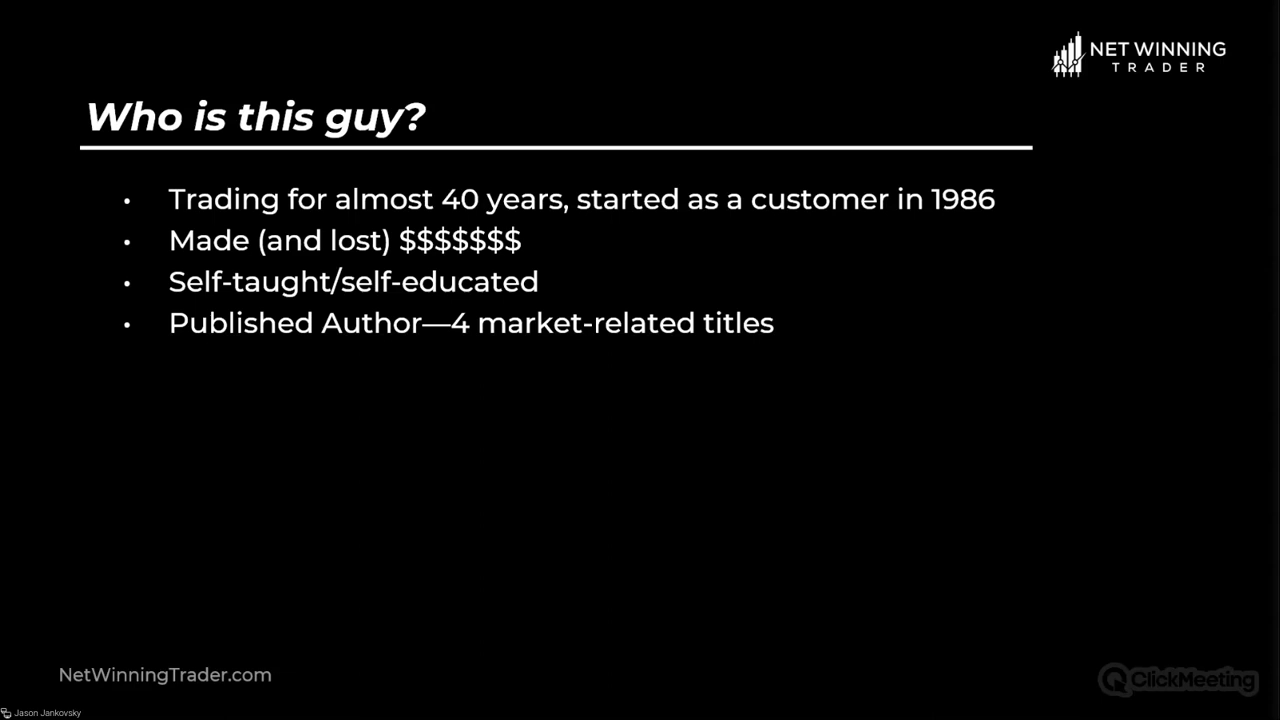 NET WINNING
TRADER
Who is this guy?
• Trading for almost 40 years, started as a customer in 1986
• Made (and lost) $$$$$$$
• Self-taught/self-educated
• Published Author—4 market-related titles
NetWinningTrader.com
ClickMeeting
Jason Jankovsky